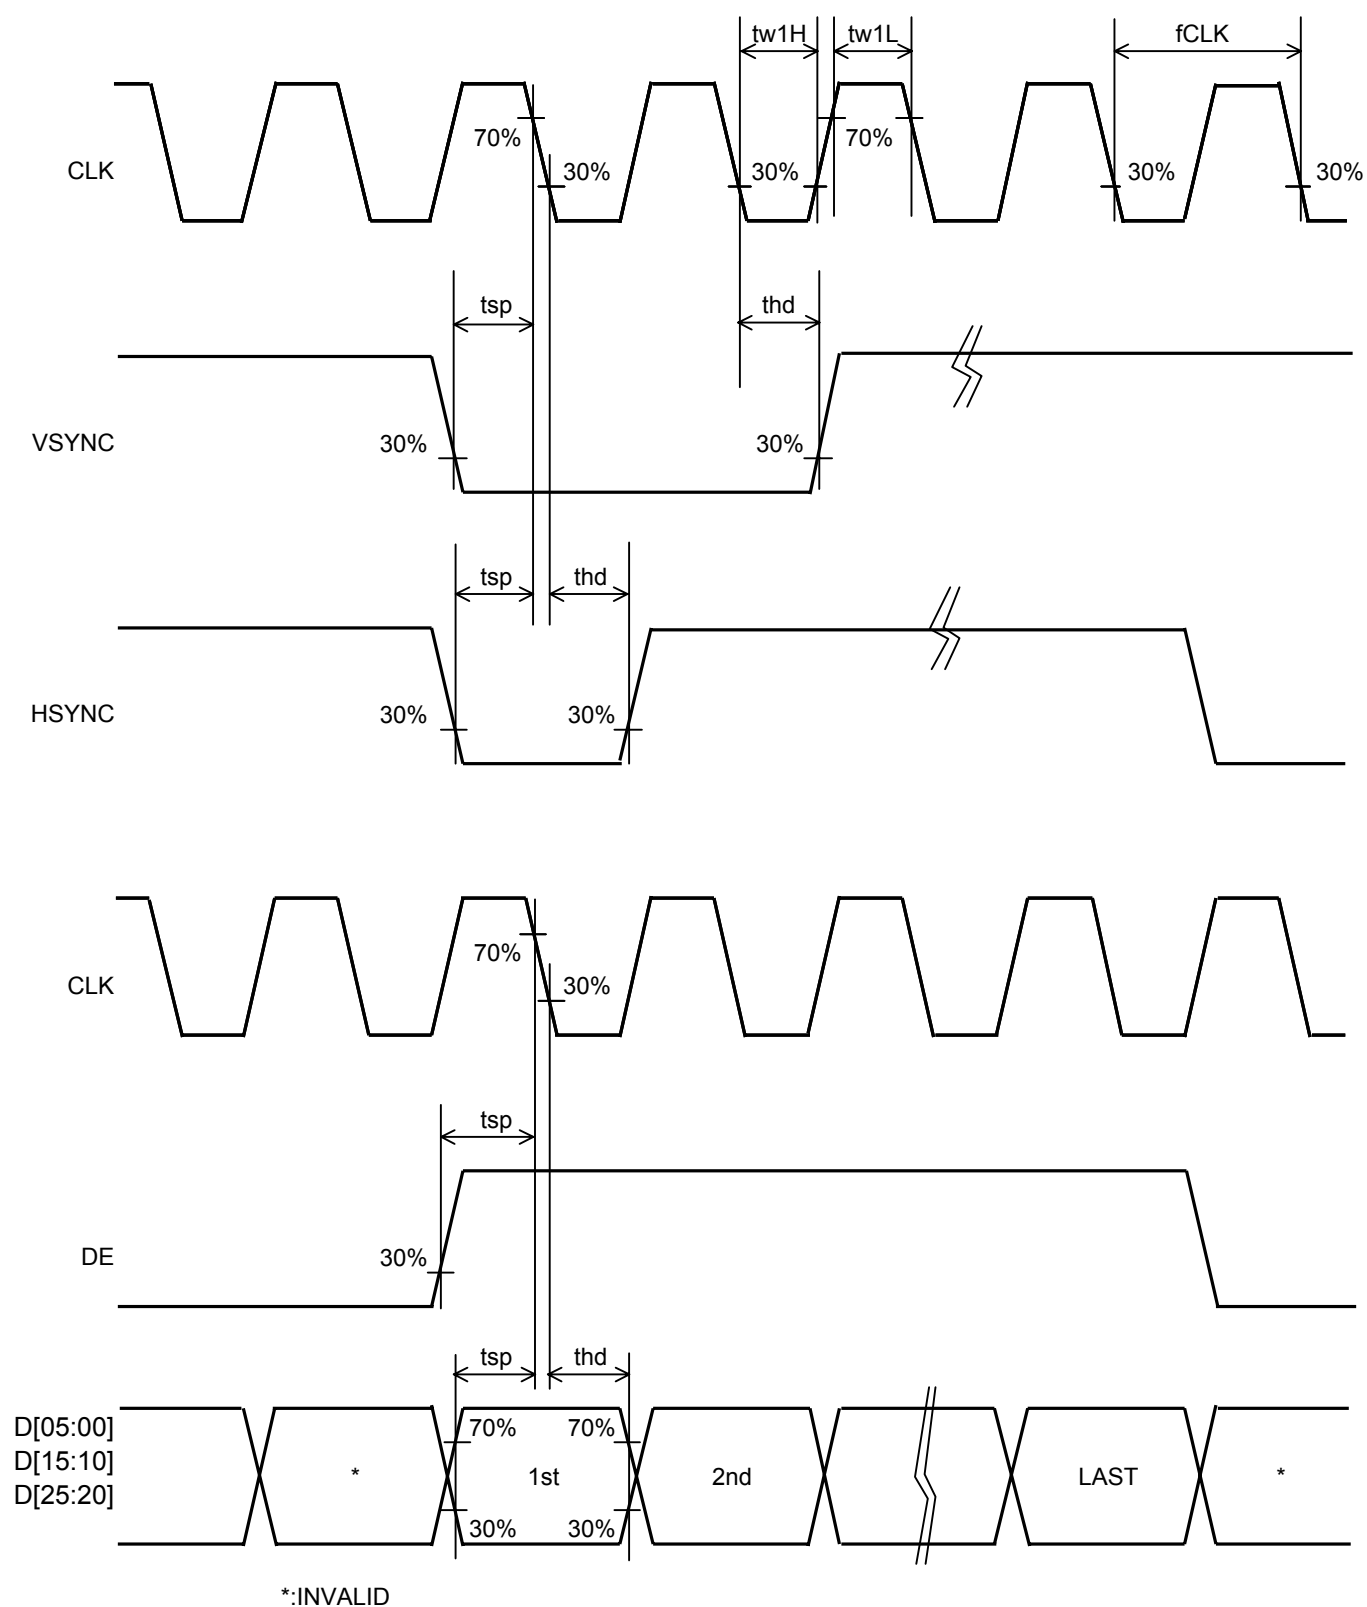 tw1H tw1L fCLK
70% 70%
CLK 30% 30% 30% 30%
tsp thd
VSYNC 30% 30%
tsp thd
HSYNC 30% 30%
70%
CLK 30%
tsp
DE 30%
tsp thd
D[05:00] 70% 70%
D[15:10] * 1st 2nd LAST *
D[25:20]
30% 30%
*:INVALID